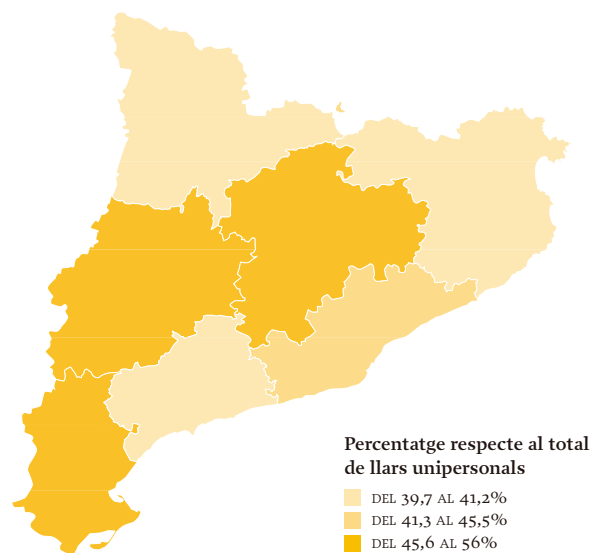 Percentatge respecte al total
de llars unipersonals
DEL 39,7 AL 41,2%
DEL 41,3 AL 45,5%
DEL 45,6 AL 56%